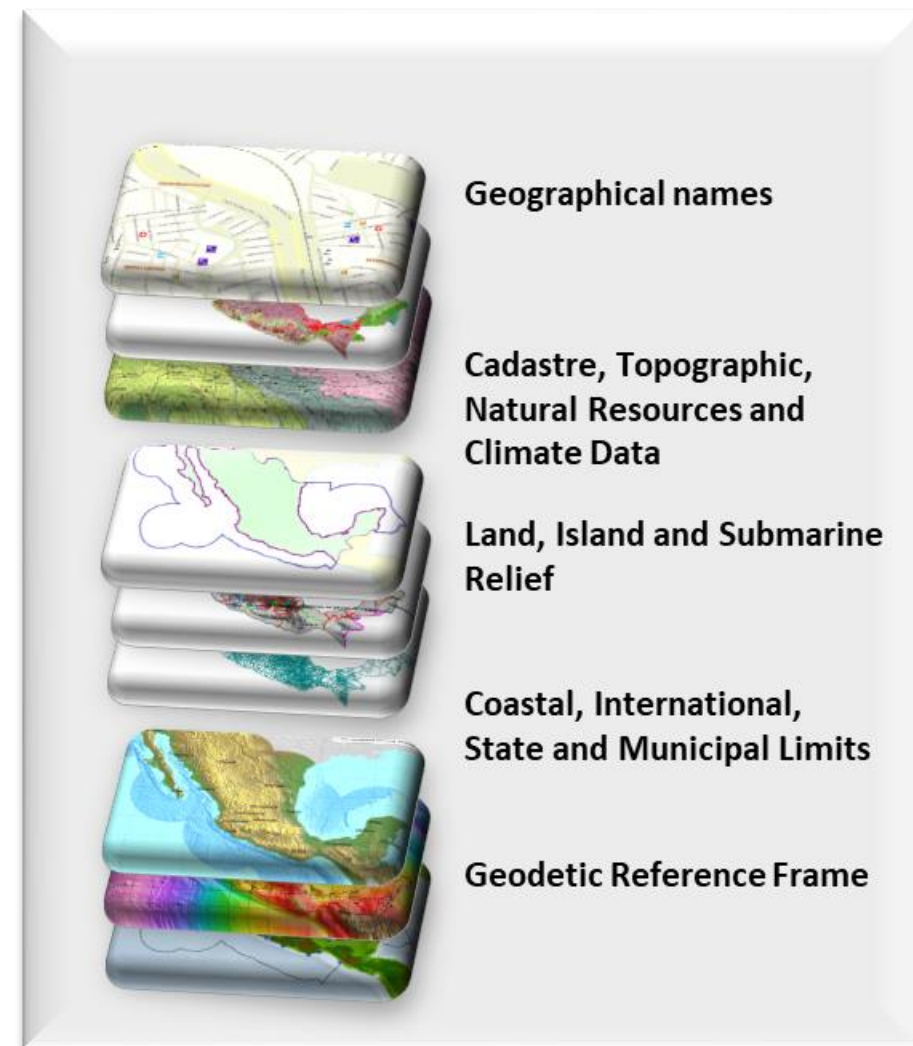 Geographical names
Cadastre, Topographic,
Natural Resources and
Climate Data
Land, Island and Submarine
Relief
Coastal, International,
State and Municipal Limits
Geodetic Reference Frame